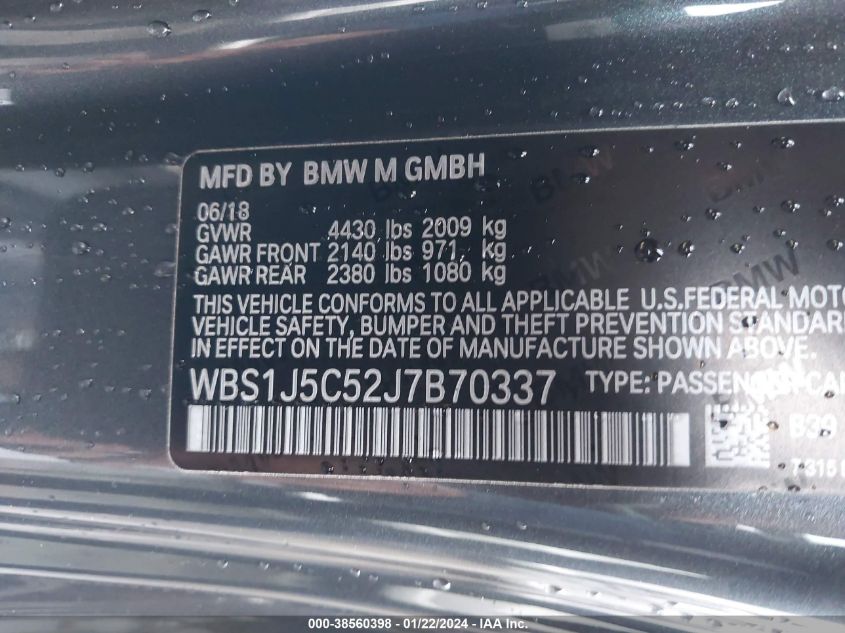 MFD BY BMW M GMBH
06/18
GVWR 4430 lbs 2009 kg
GAWR FRONT 2140 lbs 971 kg
GAWR REAR 2380 lbs 1080 kg
THIS VEHICLE CONFORMS TO ALL APPLICABLE U.S.FEDERAL MOTO
VEHICLE SAFETY, BUMPER AND THEFT PREVENTION STANDAR
IN EFFECT ON THE DATE OF MANUFACTURE SHOWN ABOVE.
WBS1J5C52J7B70337 TYPE: PASSENGER CAR
B39
T-315
000-38560398 - 01/22/2024 - IAA Inc.